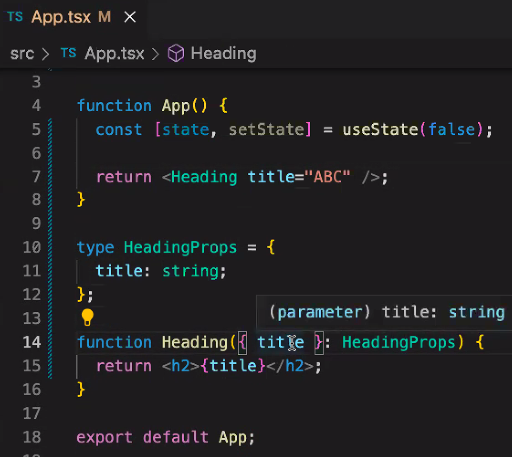 TS App.tsx M ×
src > TS App.tsx > Heading
3
4 function App() {
5 const [state, setState] = useState(false);
6
7 return <Heading title="ABC" />;
8 }
9
10 type HeadingProps = {
11 title: string;
12 };
13
(parameter) title: string
14 function Heading({ title }: HeadingProps) {
15 return <h2>{title}</h2>;
16 }
17
18 export default App;